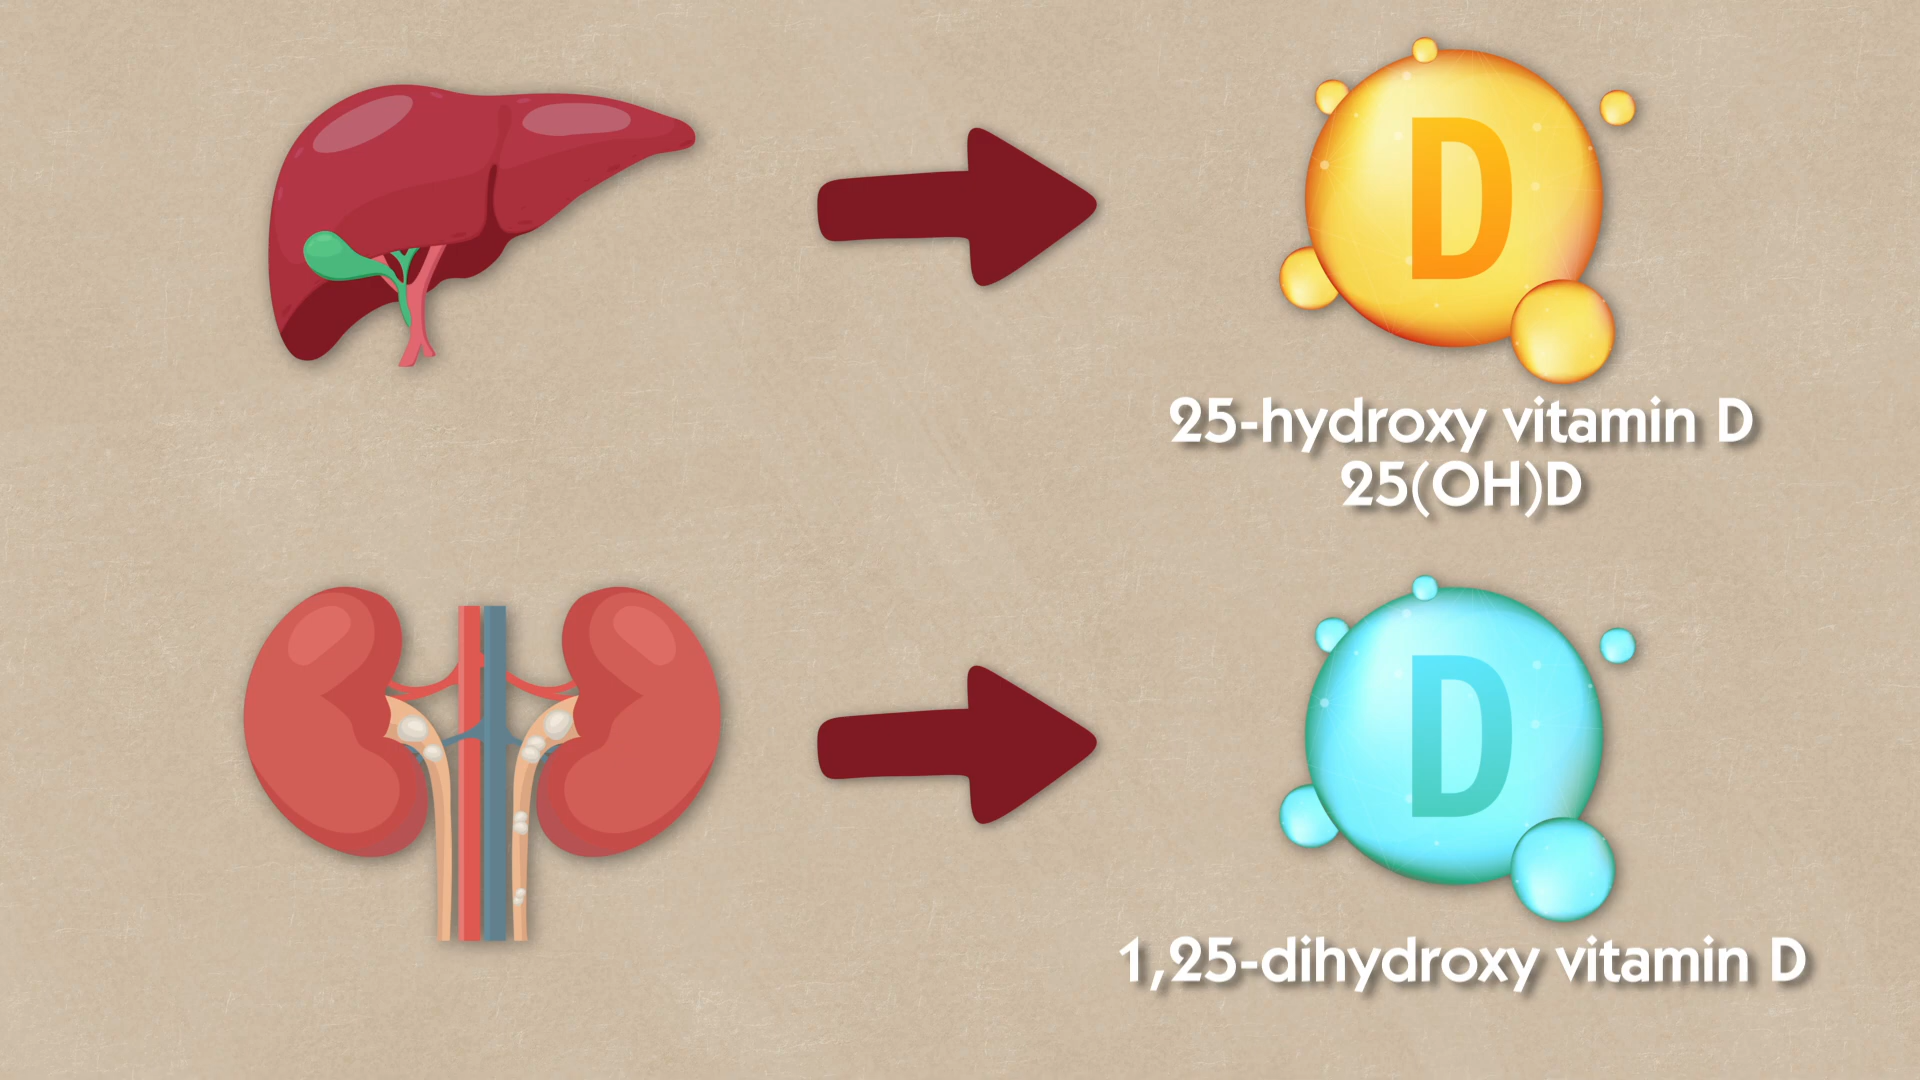 D
25-hydroxy vitamin D
25(OH)D
D
1,25-dihydroxy vitamin D